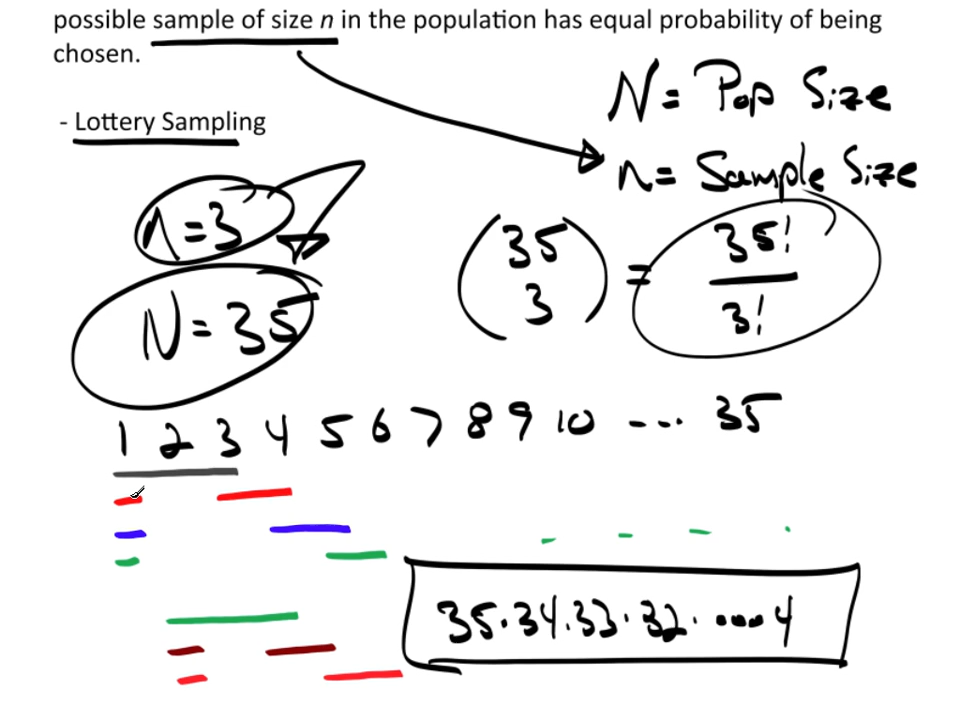 possible sample of size n in the population has equal probability of being
chosen.
N = Pop Size
- Lottery Sampling
n = Sample Size
n = 3
(35 3) = 35! / 3!
N = 35
1 2 3 4 5 6 7 8 9 10 ... 35
35.34.33.32.....4